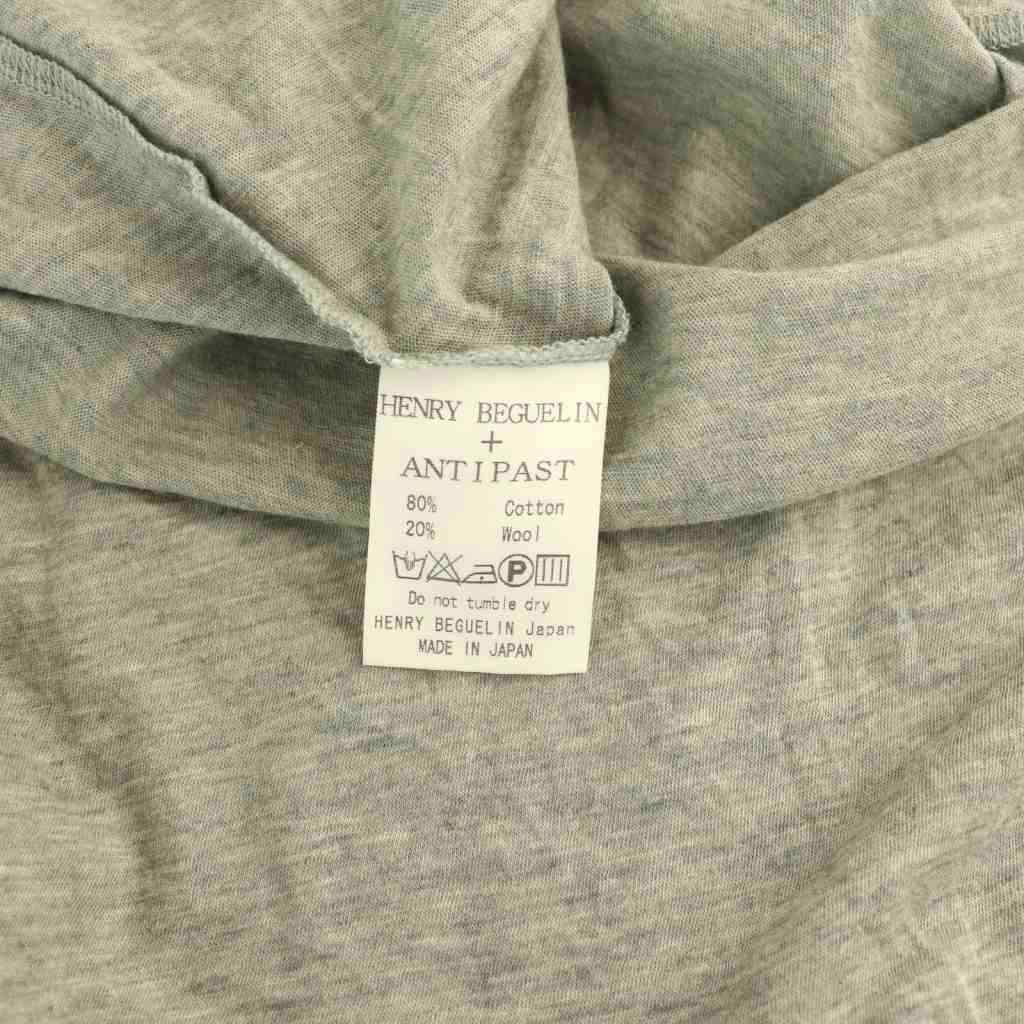 HENRY BEGUELIN
+
ANTIPAST
80% Cotton
20% Wool
P
Do not tumble dry
HENRY BEGUELIN Japan
MADE IN JAPAN